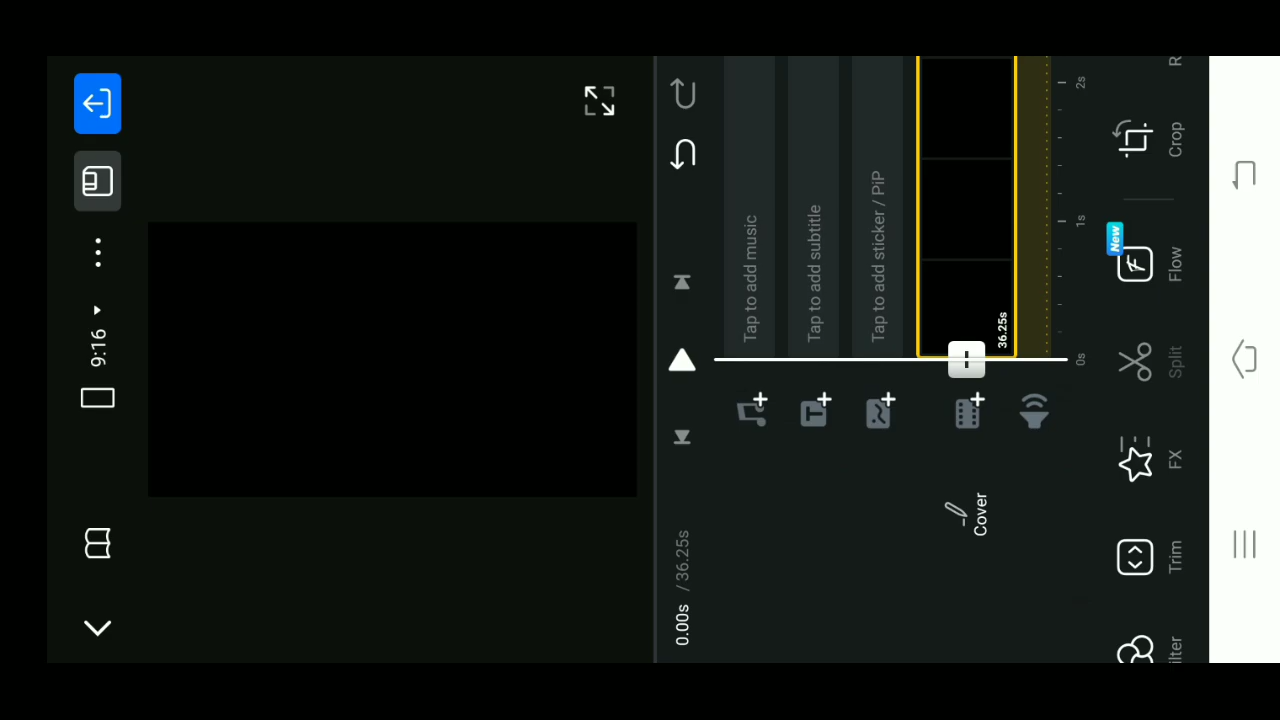 9:16
0.00s / 36.25s
Tap to add music
Tap to add subtitle
Tap to add sticker / PiP
Cover
36.25s
0s
1s
2s
ilter
Trim
FX
Split
Flow
New
Crop
R